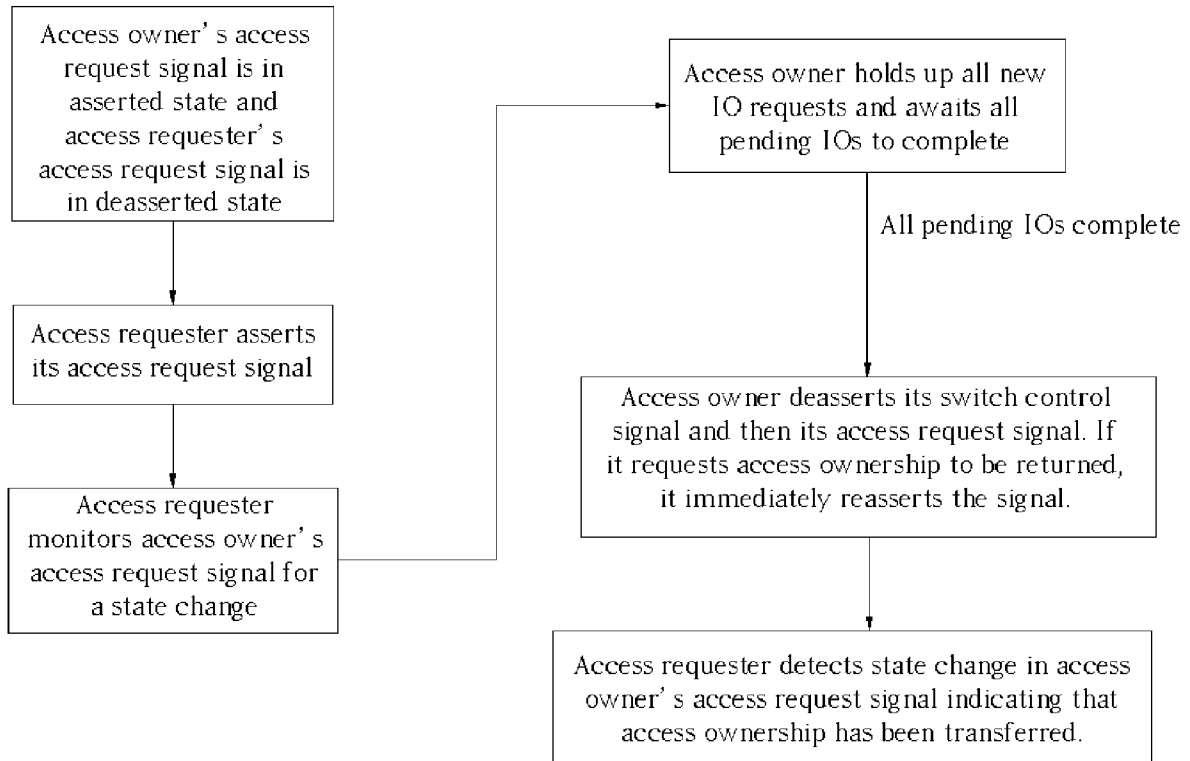 Access owner's access
request signal is in
asserted state and
access requester's
access request signal is
in deasserted state
Access requester asserts
its access request signal
Access requester
monitors access owner's
access request signal for
a state change
Access owner holds up all new
IO requests and awaits all
pending IOs to complete
All pending IOs complete
Access owner deasserts its switch control
signal and then its access request signal. If
it requests access ownership to be returned,
it immediately reasserts the signal.
Access requester detects state change in access
owner's access request signal indicating that
access ownership has been transferred.